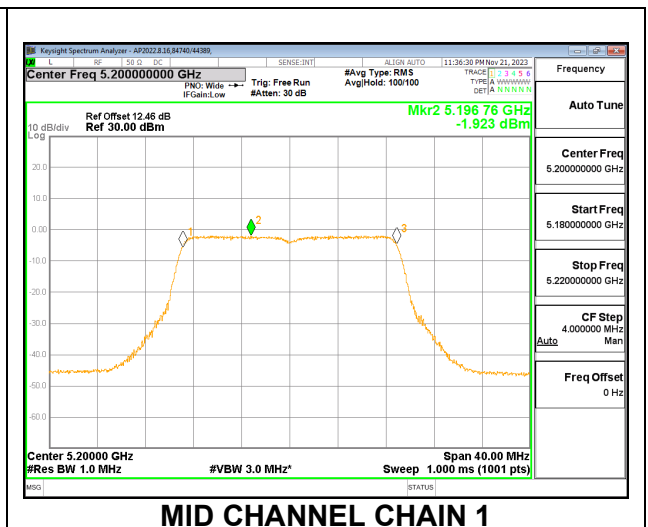 Keysight Spectrum Analyzer - AP2022.8.16,84740/44389,
L RF 50 Ω DC SENSE:INT ALIGN AUTO 11:36:30 PM Nov 21, 2023
Center Freq 5.200000000 GHz
PNO: Wide
IFGain:Low
Trig: Free Run
#Atten: 30 dB
#Avg Type: RMS
Avg|Hold: 100/100
TRACE 1 2 3 4 5 6
TYPE A WWWWW
DET A N N N N N
Frequency
Auto Tune
Center Freq
5.200000000 GHz
Start Freq
5.180000000 GHz
Stop Freq
5.220000000 GHz
CF Step
4.000000 MHz
Auto Man
Freq Offset
0 Hz
Mkr2 5.196 76 GHz
-1.923 dBm
Ref Offset 12.46 dB
10 dB/div Ref 30.00 dBm
Log
20.0
10.0
0.00
-10.0
-20.0
-30.0
-40.0
-50.0
-60.0
1
2
3
Center 5.20000 GHz Span 40.00 MHz
#Res BW 1.0 MHz #VBW 3.0 MHz* Sweep 1.000 ms (1001 pts)
MSG STATUS
MID CHANNEL CHAIN 1